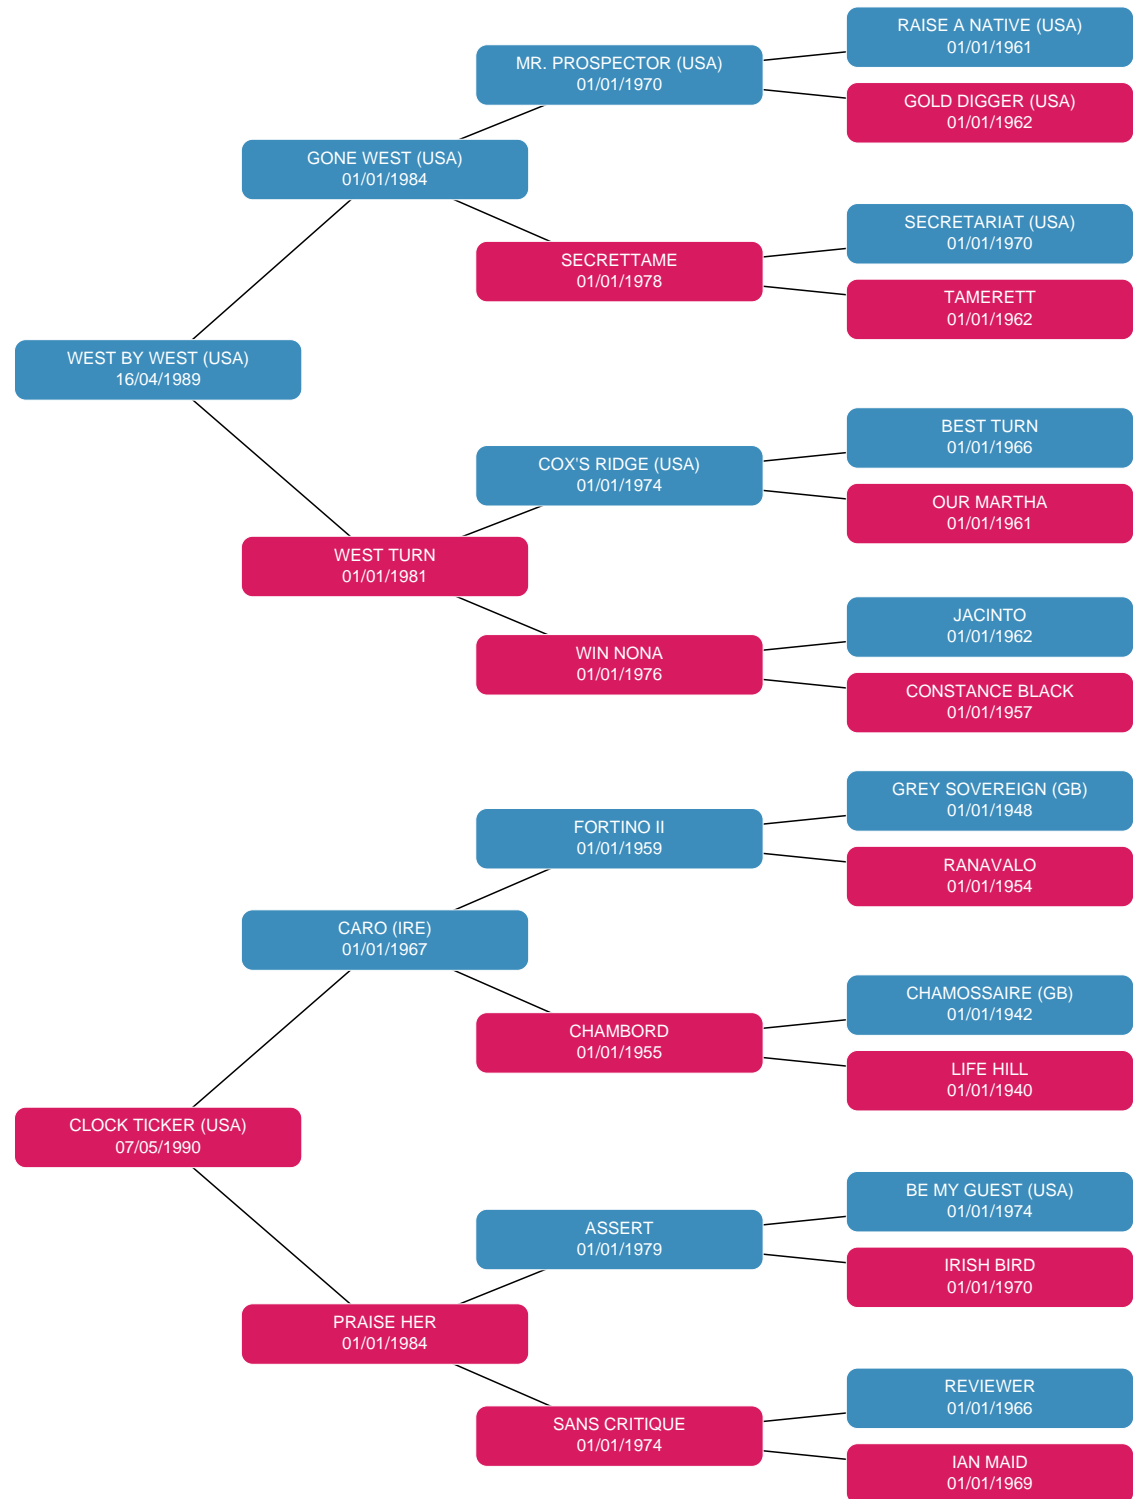 RAISE A NATIVE (USA)
01/01/1961
MR. PROSPECTOR (USA)
01/01/1970
GOLD DIGGER (USA)
01/01/1962
GONE WEST (USA)
01/01/1984
SECRETARIAT (USA)
01/01/1970
SECRETTAME
01/01/1978
TAMERETT
01/01/1962
WEST BY WEST (USA)
16/04/1989
BEST TURN
01/01/1966
COX'S RIDGE (USA)
01/01/1974
OUR MARTHA
01/01/1961
WEST TURN
01/01/1981
JACINTO
01/01/1962
WIN NONA
01/01/1976
CONSTANCE BLACK
01/01/1957
GREY SOVEREIGN (GB)
01/01/1948
FORTINO II
01/01/1959
RANAVALO
01/01/1954
CARO (IRE)
01/01/1967
CHAMOSSAIRE (GB)
01/01/1942
CHAMBORD
01/01/1955
LIFE HILL
01/01/1940
CLOCK TICKER (USA)
07/05/1990
BE MY GUEST (USA)
01/01/1974
ASSERT
01/01/1979
IRISH BIRD
01/01/1970
PRAISE HER
01/01/1984
REVIEWER
01/01/1966
SANS CRITIQUE
01/01/1974
IAN MAID
01/01/1969